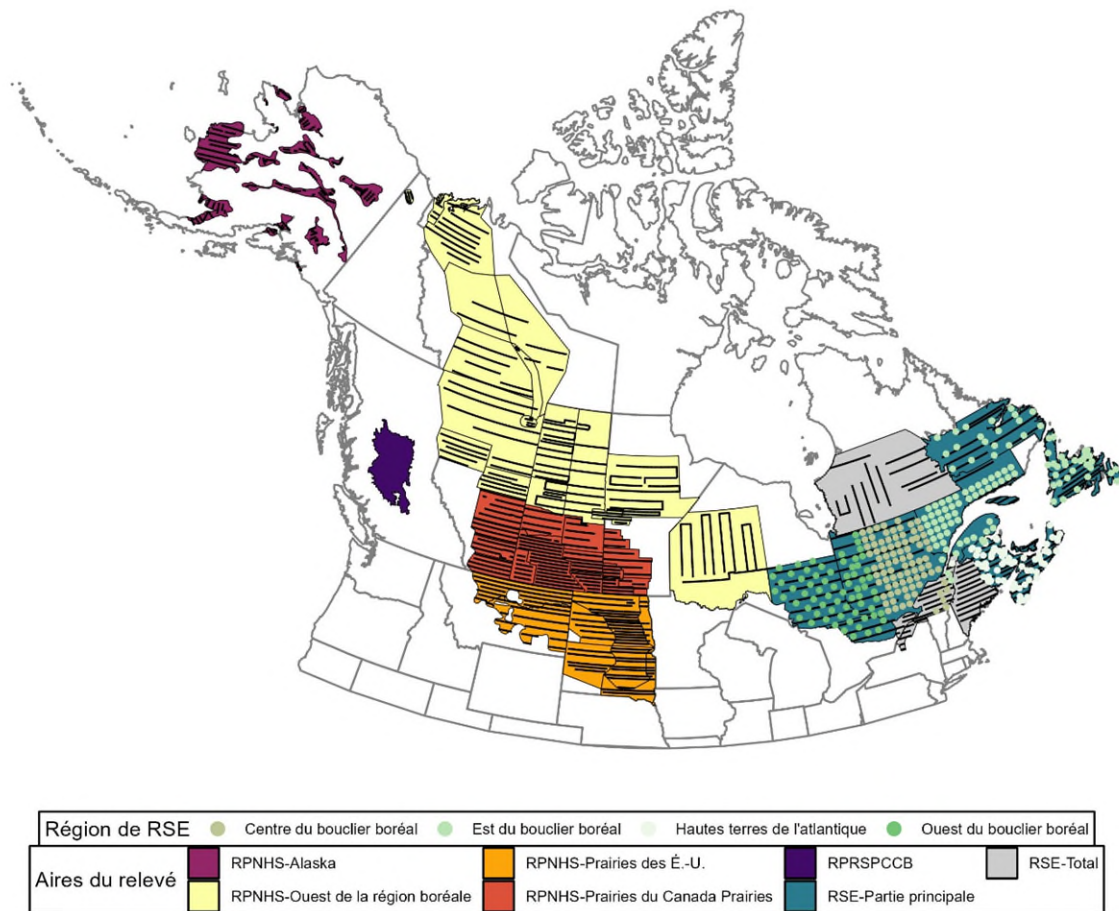 Région de RSE Centre du bouclier boréal Est du bouclier boréal Hautes terres de l'atlantique Ouest du bouclier boréal
Aires du relevé
RPNHS-Alaska RPNHS-Prairies des É.-U. RPRSPCCB RSE-Total
RPNHS-Ouest de la région boréale RPNHS-Prairies du Canada Prairies RSE-Partie principale